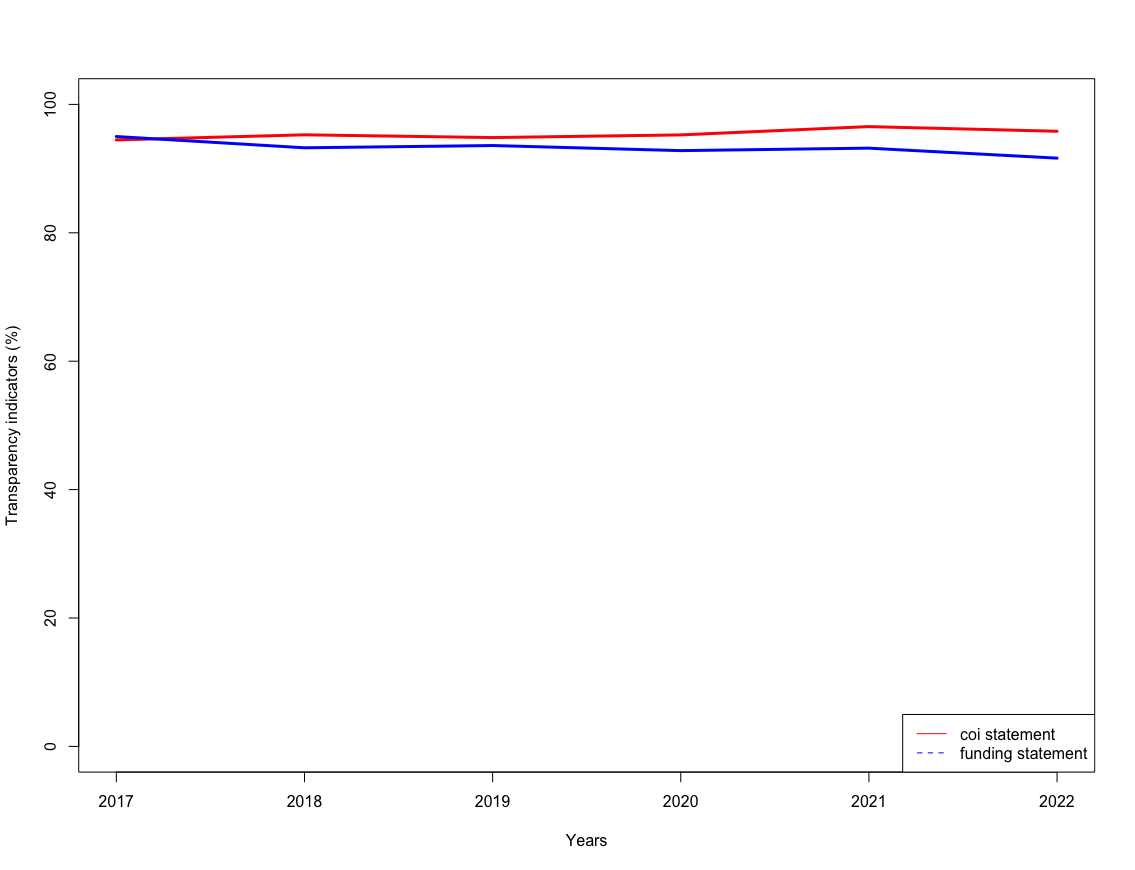 Transparency indicators (%)
100
80
60
40
20
0
coi statement
funding statement
2017 2018 2019 2020 2021 2022
Years